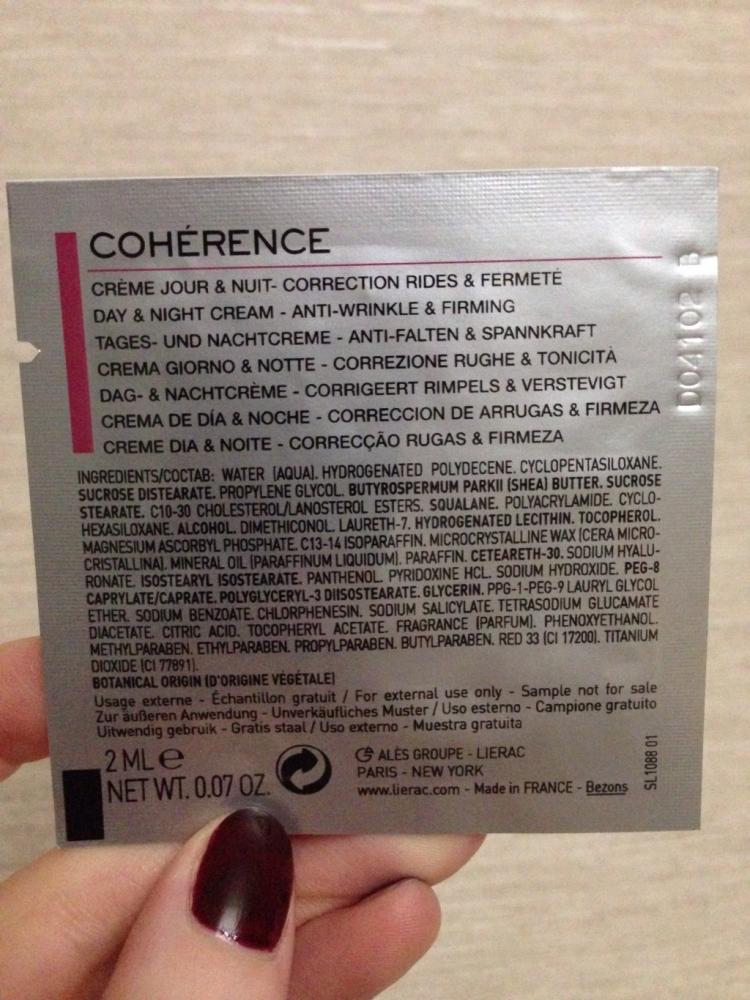 COHÉRENCE
CRÈME JOUR & NUIT- CORRECTION RIDES & FERMETÉ
DAY & NIGHT CREAM - ANTI-WRINKLE & FIRMING
TAGES- UND NACHTCREME - ANTI-FALTEN & SPANNKRAFT
CREMA GIORNO & NOTTE - CORREZIONE RUGHE & TONICITÀ
DAG- & NACHTCRÈME - CORRIGEERT RIMPELS & VERSTEVIGT
CREMA DE DÍA & NOCHE - CORRECCION DE ARRUGAS & FIRMEZA
CREME DIA & NOITE - CORRECÇÃO RUGAS & FIRMEZA
INGREDIENTS/COCTAB: WATER (AQUA). HYDROGENATED POLYDECENE. CYCLOPENTASILOXANE.
SUCROSE DISTEARATE. PROPYLENE GLYCOL. BUTYROSPERMUM PARKII (SHEA) BUTTER. SUCROSE
STEARATE. C10-30 CHOLESTEROL/LANOSTEROL ESTERS. SQUALANE. POLYACRYLAMIDE. CYCLO-
HEXASILOXANE. ALCOHOL. DIMETHICONOL. LAURETH-7. HYDROGENATED LECITHIN. TOCOPHEROL.
MAGNESIUM ASCORBYL PHOSPHATE. C13-14 ISOPARAFFIN. MICROCRYSTALLINE WAX (CERA MICRO-
CRISTALLINA). MINERAL OIL (PARAFFINUM LIQUIDUM). PARAFFIN. CETEARETH-30. SODIUM HYALU-
RONATE. ISOSTEARYL ISOSTEARATE. PANTHENOL. PYRIDOXINE HCL. SODIUM HYDROXIDE. PEG-8
CAPRYLATE/CAPRATE. POLYGLYCERYL-3 DIISOSTEARATE. GLYCERIN. PPG-1-PEG-9 LAURYL GLYCOL
ETHER. SODIUM BENZOATE. CHLORPHENESIN. SODIUM SALICYLATE. TETRASODIUM GLUCAMATE
DIACETATE. CITRIC ACID. TOCOPHERYL ACETATE. FRAGRANCE (PARFUM). PHENOXYETHANOL.
METHYLPARABEN. ETHYLPARABEN. PROPYLPARABEN. BUTYLPARABEN. RED 33 (CI 17200). TITANIUM
DIOXIDE (CI 77891).
BOTANICAL ORIGIN (D'ORIGINE VÉGÉTALE)
Usage externe - Échantillon gratuit / For external use only - Sample not for sale
Zur äußeren Anwendung - Unverkäufliches Muster / Uso esterno - Campione gratuito
Uitwendig gebruik - Gratis staal / Uso externo - Muestra gratuita
2 ML e
NET WT. 0.07 OZ.
ALÈS GROUPE - LIERAC
PARIS - NEW YORK
www.lierac.com - Made in FRANCE - Bezons
SL1088 01
D04102 B